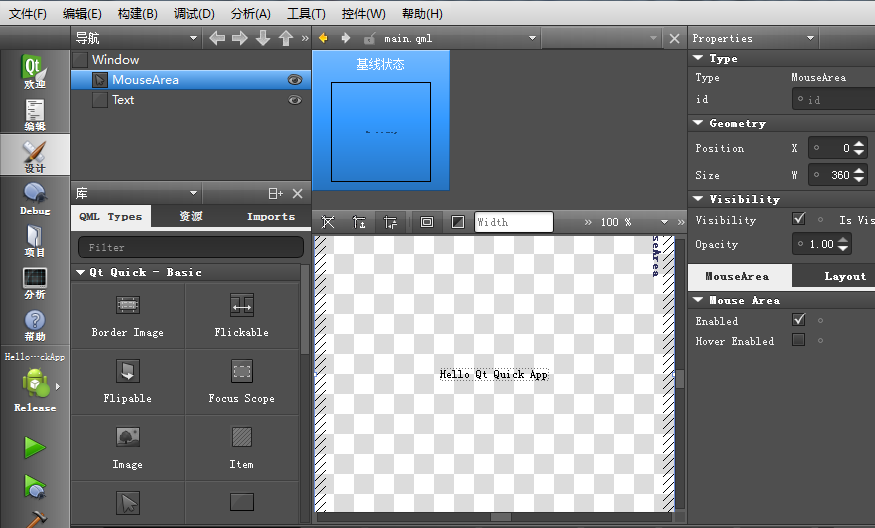 文件(F) 编辑(E) 构建(B) 调试(D) 分析(A) 工具(T) 控件(W) 帮助(H)
欢迎
编辑
设计
Debug
项目
分析
帮助
Hello···ckApp
Release
导航
Window
MouseArea
Text
库
QML Types 资源 Imports
Filter
Qt Quick - Basic
Border Image Flickable
Flipable Focus Scope
Image Item
main.qml
基线状态
Width 100 %
seArea
Hello Qt Quick App
Properties
Type
Type MouseArea
id id
Geometry
Position X 0
Size W 360
Visibility
Visibility Is Vis
Opacity 1.00
MouseArea Layout
Mouse Area
Enabled
Hover Enabled